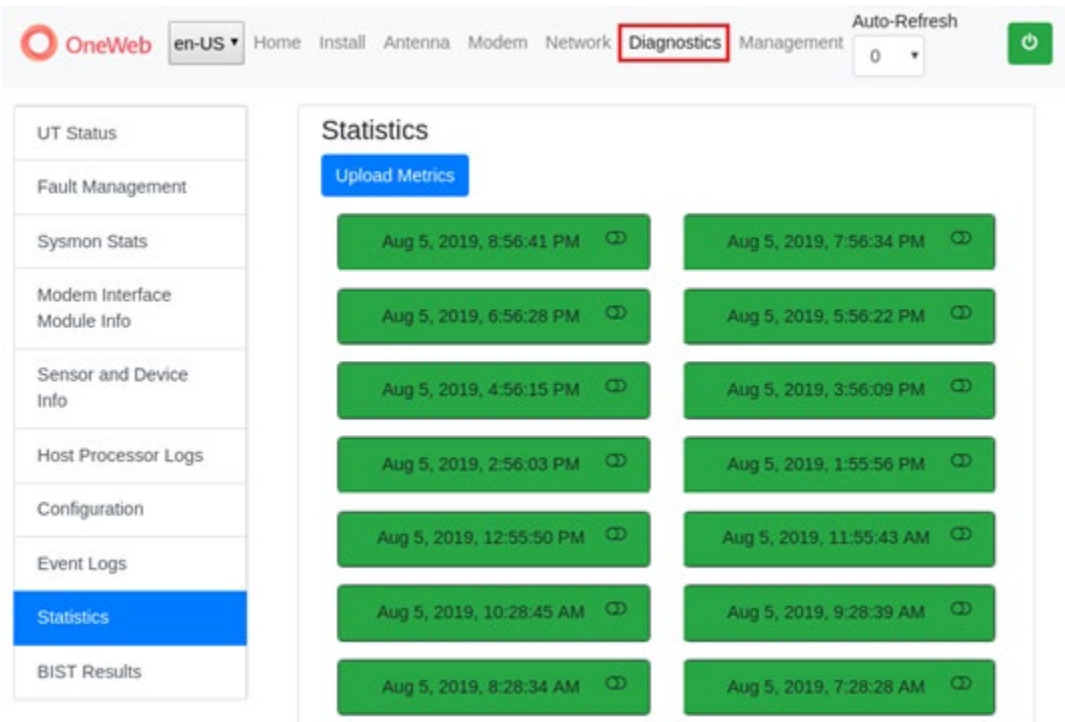 Auto-Refresh
OneWeb en-US Home Install Antenna Modem Network Diagnostics Management 0
UT Status
Fault Management
Sysmon Stats
Modem Interface
Module Info
Sensor and Device
Info
Host Processor Logs
Configuration
Event Logs
Statistics
BIST Results
Statistics
Upload Metrics
Aug 5, 2019, 8:56:41 PM Aug 5, 2019, 7:56:34 PM
Aug 5, 2019, 6:56:28 PM Aug 5, 2019, 5:56:22 PM
Aug 5, 2019, 4:56:15 PM Aug 5, 2019, 3:56:09 PM
Aug 5, 2019, 2:56:03 PM Aug 5, 2019, 1:55:56 PM
Aug 5, 2019, 12:55:50 PM Aug 5, 2019, 11:55:43 AM
Aug 5, 2019, 10:28:45 AM Aug 5, 2019, 9:28:39 AM
Aug 5, 2019, 8:28:34 AM Aug 5, 2019, 7:28:28 AM